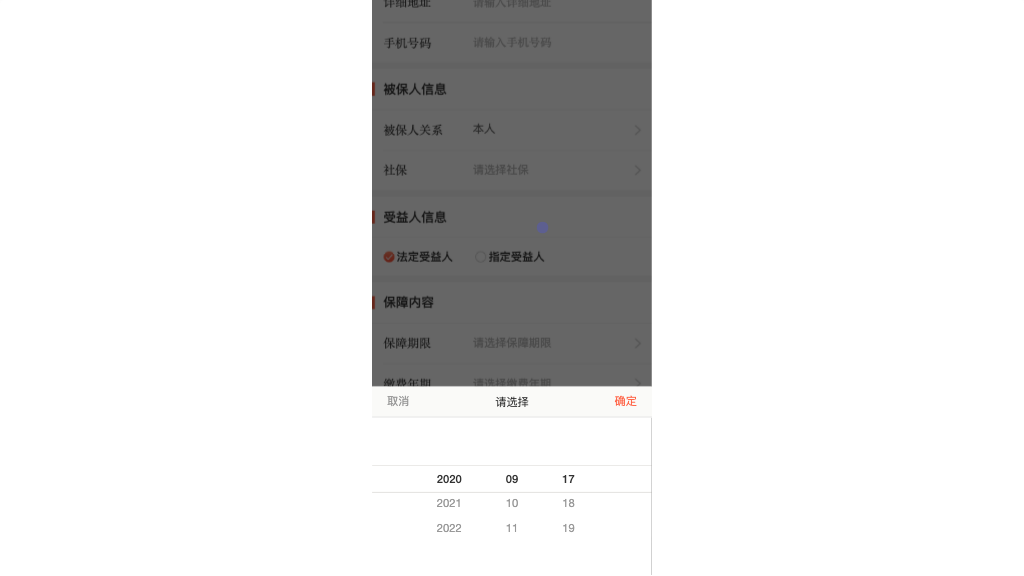 详细地址 请输入详细地址
手机号码 请输入手机号码
被保人信息
被保人关系 本人
社保 请选择社保
受益人信息
法定受益人 指定受益人
保障内容
保障期限 请选择保障期限
缴费年期 请选择缴费年期
取消 请选择 确定
2020 09 17
2021 10 18
2022 11 19